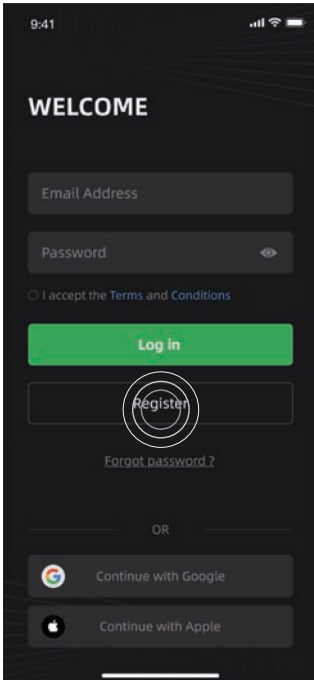 9:41
WELCOME
Email Address
Password
I accept the Terms and Conditions
Log in
Register
Forgot password ?
OR
Continue with Google
Continue with Apple